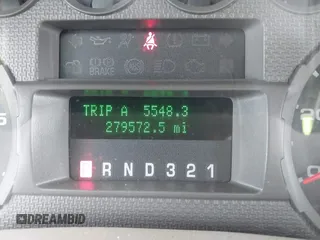 BRAKE
TRIP A 5548.3
279572.5 mi
R N D 3 2 1
DREAMBID